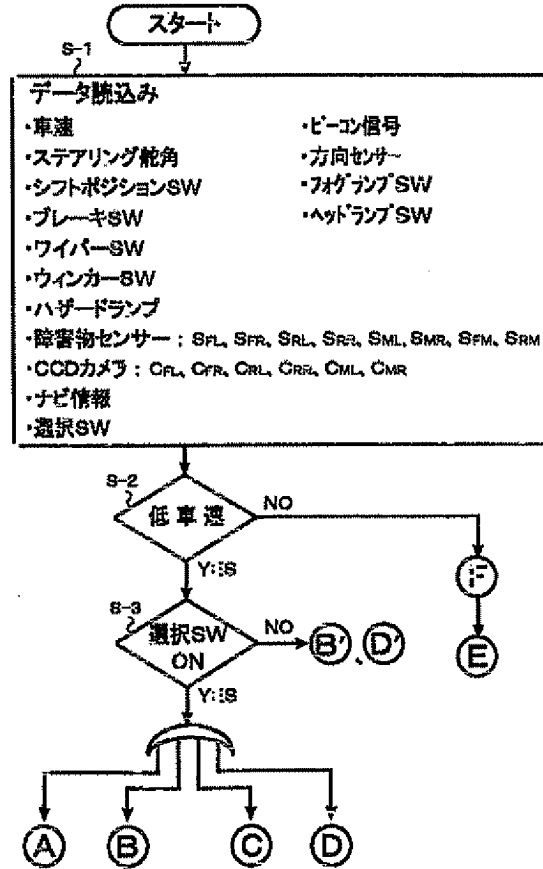 スタート
S-1
データ読込み
・車速
・ステアリング舵角
・シフトポジションSW
・ブレーキSW
・ワイパーSW
・ウィンカーSW
・ハザードランプ
・障害物センサー：SFL, SFR, SRL, SRR, SML, SMR, SFM, SRM
・CCDカメラ：CFL, CFR, CRL, CRR, CML, CMR
・ナビ情報
・選択SW
・ビーコン信号
・方向センサー
・フォグランプSW
・ヘッドランプSW
S-2
低車速
NO
YES
F
E
S-3
選択SW
ON
NO
B'、D'
YES
A B C D